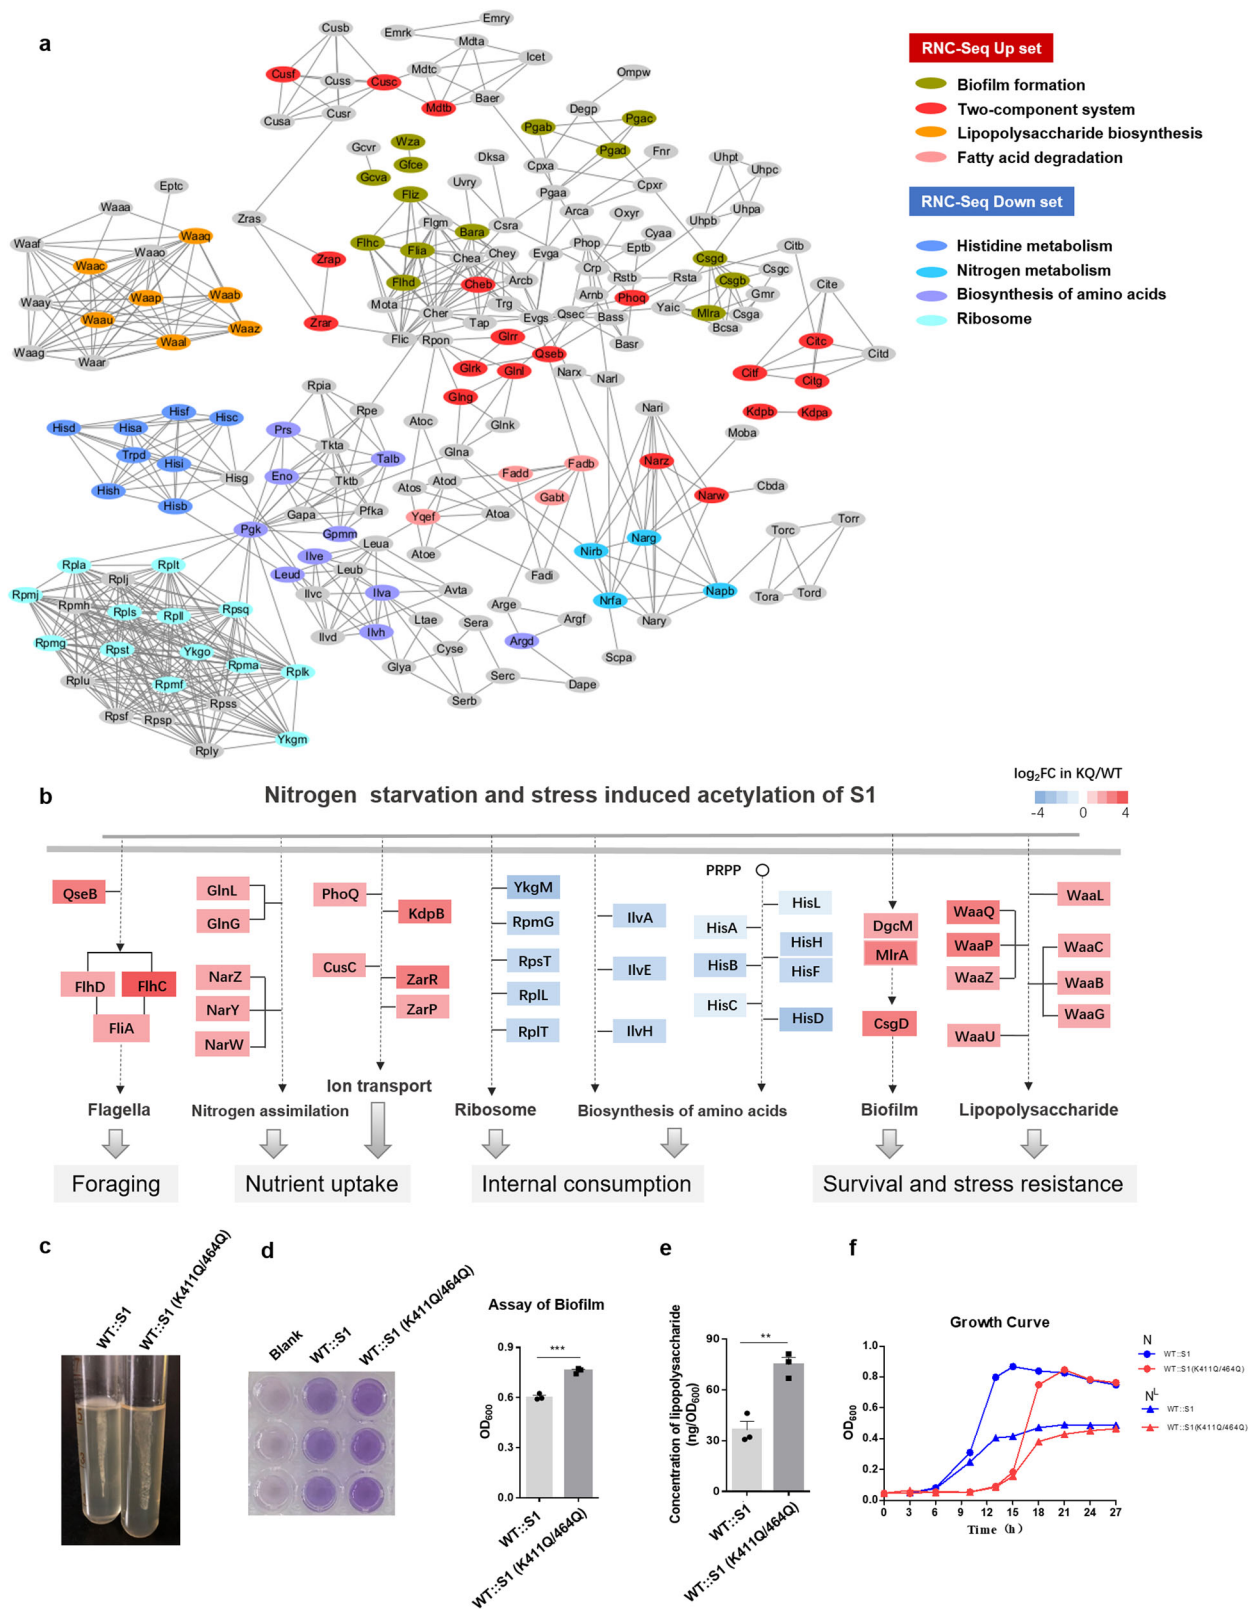 a
Cusb
Emry
Emrk
Mdta
Icet
Cusf
Cuss
Cusc
Mdtc
Baer
Mdtb
Cusa
Cusr
Ompw
Degp
Pgab
Pgac
Pgad
Fnr
Cpxa
Cpxr
Pgaa
Gcvr
Wza
Gfce
Gcva
Dksa
Uvry
Fliz
Flgm
Bara
Csra
Arca
Oxyr
Cyaa
Eptb
Uhpt
Uhpc
Uhpa
Uhpb
Eptc
Waaa
Waaf
Waaq
Waao
Waac
Waay
Waap
Waab
Waau
Waaz
Waal
Waag
Waar
Zras
Zrap
Zrar
Flhc
Flia
Flhd
Chea
Chey
Cheb
Arcb
Evga
Phop
Crp
Rstb
Rsta
Arnb
Phoq
Mota
Cher
Trg
Tap
Evgs
Qsec
Bass
Basr
Yaic
Csgd
Csgb
Csgc
Citb
Gmr
Csga
Mlra
Bcsa
Cite
Citc
Citd
Citf
Citg
Kdpb
Kdpa
Flic
Rpon
Glrr
Qseb
Glrk
Glnl
Glng
Narx
Narl
Nari
Moba
Rpia
Rpe
Atoc
Glnk
Glna
Hisf
Hisc
Hisd
Hisa
Trpd
Hisi
Hisg
Hish
Hisb
Prs
Tkta
Talb
Eno
Tktb
Gapa
Pfka
Pgk
Gpmm
Atos
Atod
Atoa
Yqef
Atoe
Fadd
Fadb
Gabt
Fadi
Narz
Narw
Cbda
Nirb
Narg
Nrfa
Napb
Nary
Scpa
Torc
Torr
Tora
Tord
Leua
Ilve
Leub
Leud
Ilvc
Ilva
Avta
Ilvd
Ilvh
Ltae
Sera
Cyse
Glya
Serc
Serb
Arge
Argf
Argd
Dape
Rpla
Rplt
Rplj
Rpmj
Rpmh
Rpls
Rpll
Rpsq
Rpmg
Rpst
Ykgo
Rpma
Rplk
Rplu
Rpmf
Rpss
Rpsf
Rpsp
Rply
Ykgm
RNC-Seq Up set
Biofilm formation
Two-component system
Lipopolysaccharide biosynthesis
Fatty acid degradation
RNC-Seq Down set
Histidine metabolism
Nitrogen metabolism
Biosynthesis of amino acids
Ribosome
b
Nitrogen starvation and stress induced acetylation of S1
log₂FC in KQ/WT
-4 0 4
QseB
FlhD FlhC
FliA
Flagella
GlnL
GlnG
NarZ
NarY
NarW
Nitrogen assimilation
PhoQ
KdpB
CusC
ZarR
ZarP
Ion transport
YkgM
RpmG
RpsT
RplL
RplT
Ribosome
IlvA
IlvE
IlvH
PRPP
HisL
HisA
HisH
HisB
HisF
HisC
HisD
Biosynthesis of amino acids
DgcM
MlrA
CsgD
Biofilm
WaaL
WaaQ
WaaP
WaaC
WaaZ
WaaB
WaaG
WaaU
Lipopolysaccharide
Foraging
Nutrient uptake
Internal consumption
Survival and stress resistance
c
WT::S1
WT::S1 (K411Q/464Q)
d
Blank
WT::S1
WT::S1 (K411Q/464Q)
Assay of Biofilm
***
OD₆₀₀
0.9
0.6
0.3
0.0
WT::S1
WT::S1 (K411Q/464Q)
e
Concentration of lipopolysaccharide
(ng/OD₆₀₀)
**
90
60
30
0
WT::S1
WT::S1 (K411Q/464Q)
f
Growth Curve
OD₆₀₀
1.0
0.8
0.6
0.4
0.2
0.0
0 3 6 9 12 15 18 21 24 27
Time (h)
N
WT::S1
WT::S1(K411Q/464Q)
Nᴸ
WT::S1
WT::S1(K411Q/464Q)